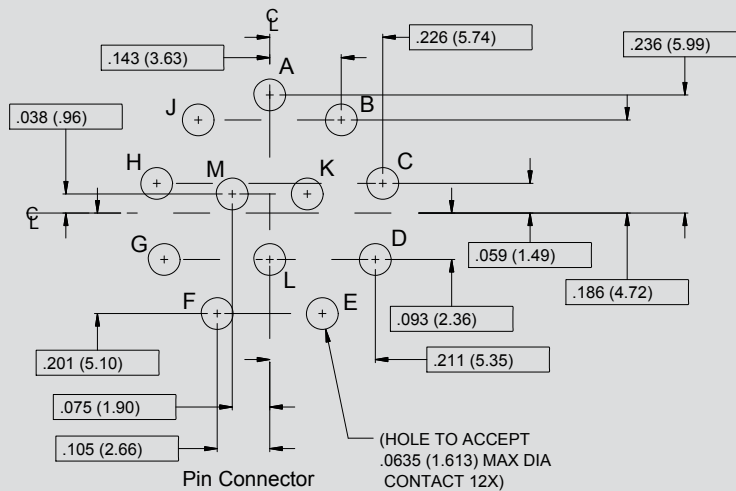 CL
.226 (5.74)
.236 (5.99)
.143 (3.63)
A
J
B
.038 (.96)
H
M
K
C
CL
.059 (1.49)
G
L
D
.186 (4.72)
F
E
.093 (2.36)
.201 (5.10)
.211 (5.35)
.075 (1.90)
.105 (2.66)
(HOLE TO ACCEPT
.0635 (1.613) MAX DIA
CONTACT 12X)
Pin Connector